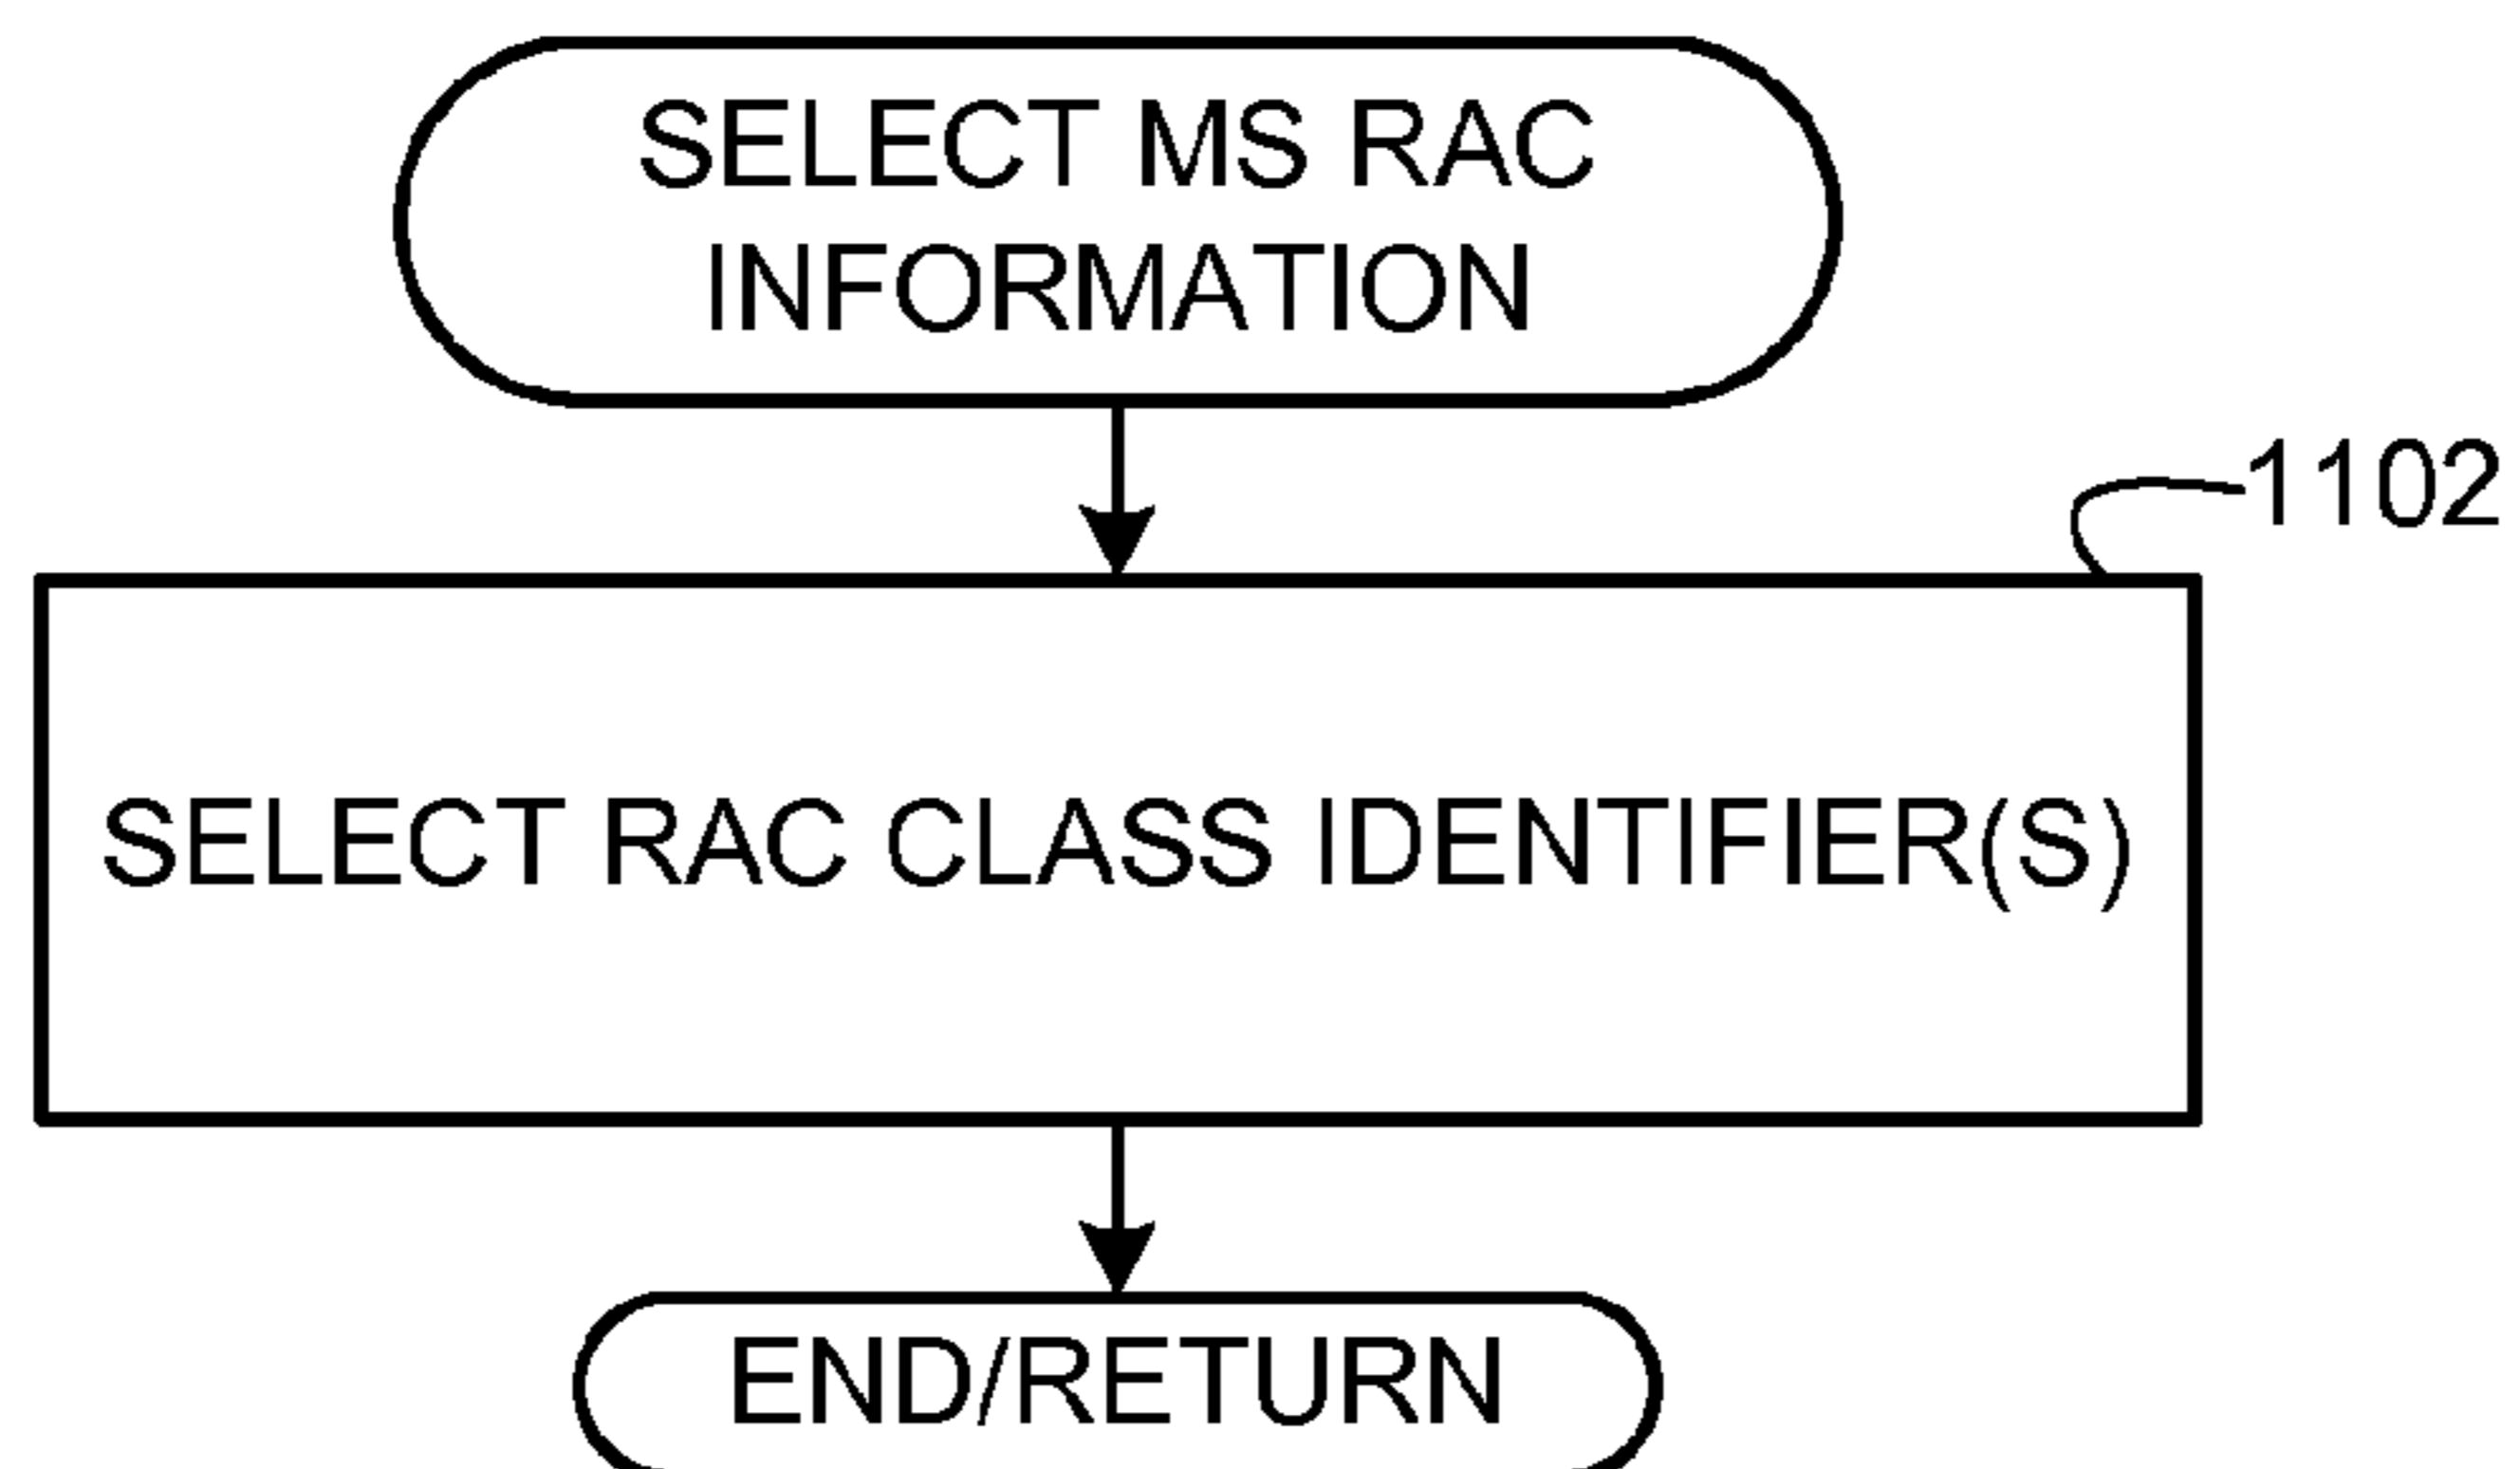 SELECT MS RAC
INFORMATION
1102
SELECT RAC CLASS IDENTIFIER(S)
END/RETURN